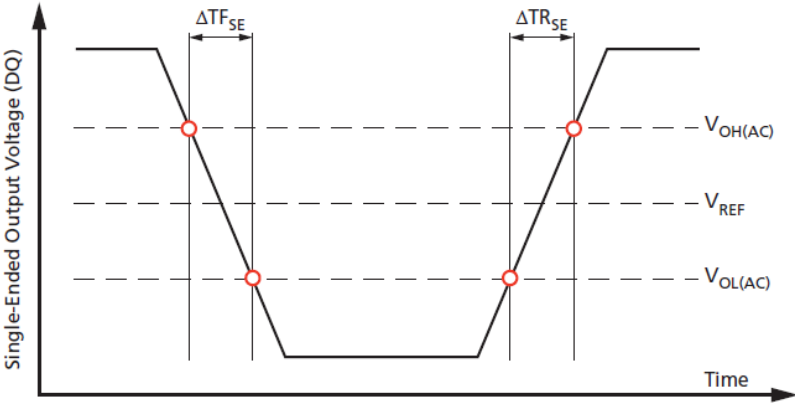 ΔTF_SE
ΔTR_SE
Single-Ended Output Voltage (DQ)
V_OH(AC)
V_REF
V_OL(AC)
Time